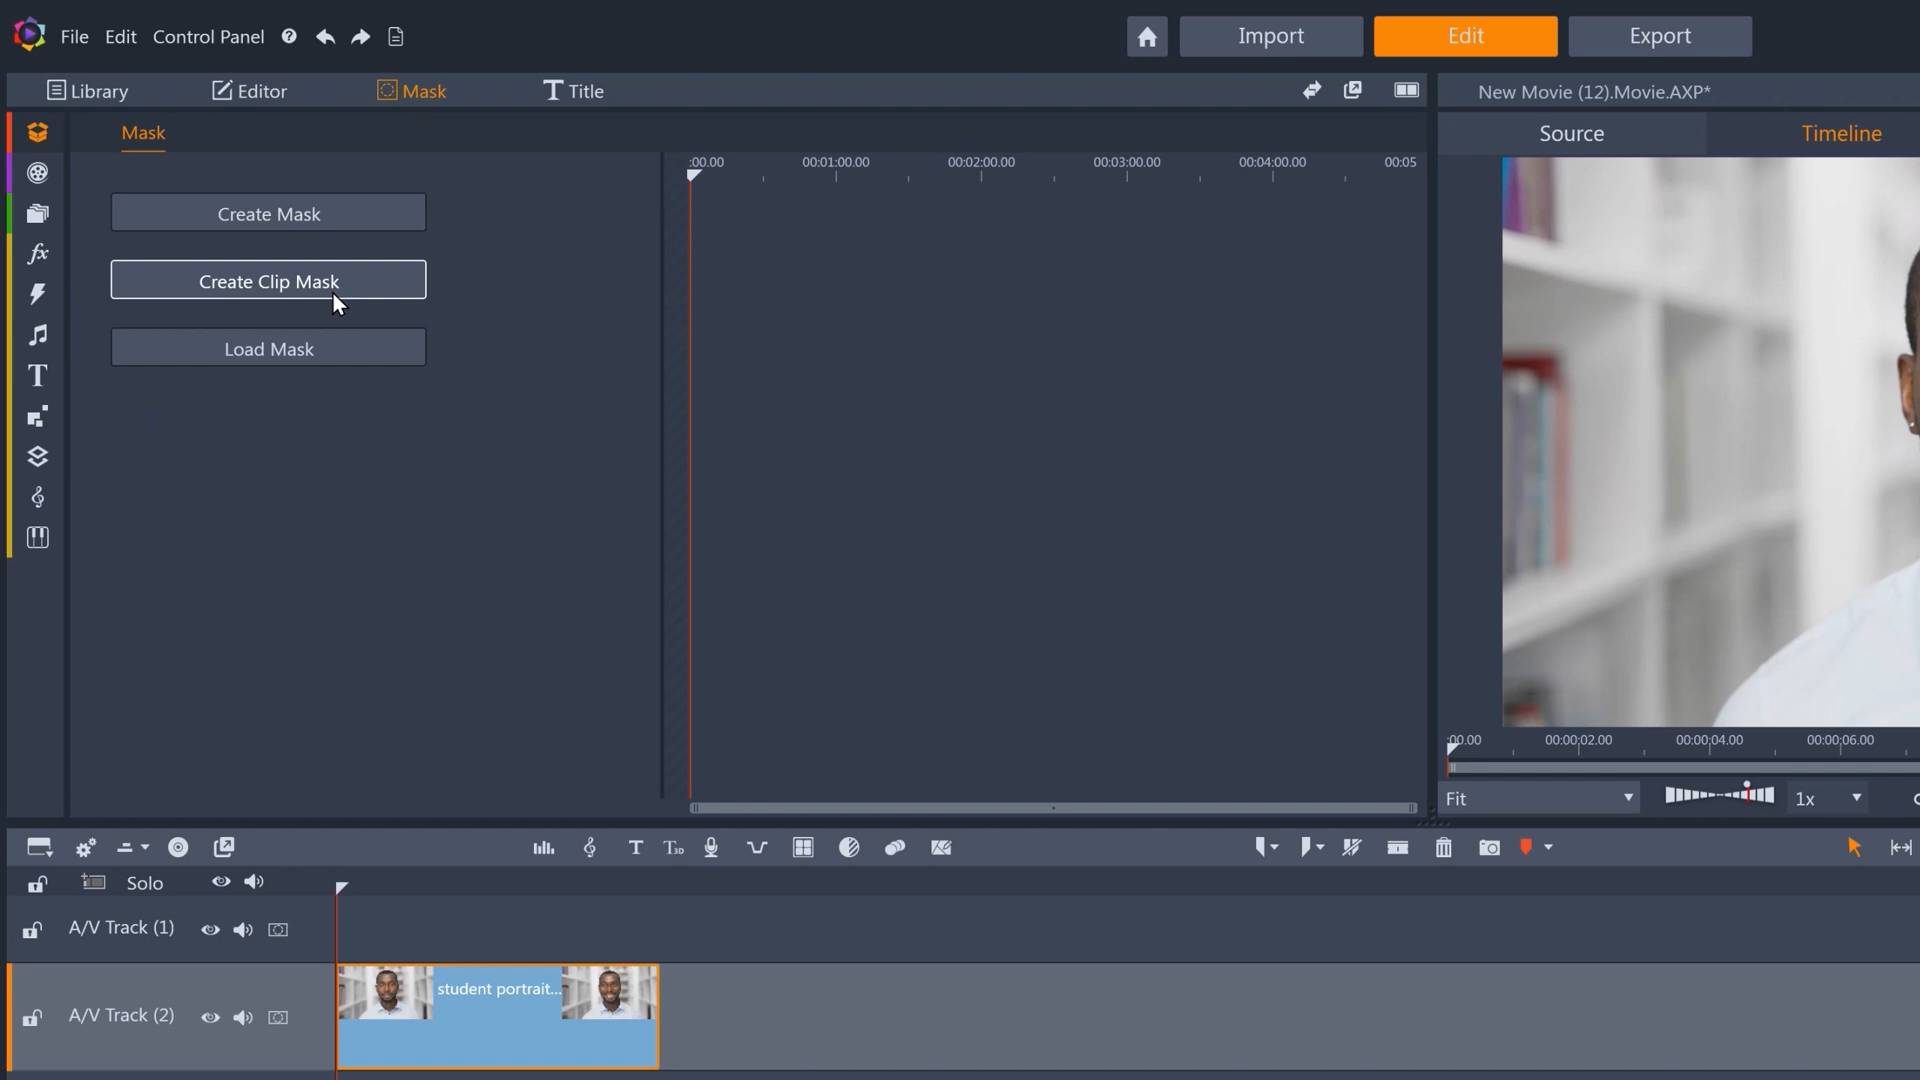 File Edit Control Panel
Import
Edit
Export
Library
Editor
Mask
Title
New Movie (12).Movie.AXP*
Mask
Source
Timeline
:00.00 00:01:00.00 00:02:00.00 00:03:00.00 00:04:00.00 00:05
Create Mask
Create Clip Mask
Load Mask
:00.00 00:00:02.00 00:00:04.00 00:00:06.00
Fit
1x
Solo
A/V Track (1)
A/V Track (2)
student portrait...